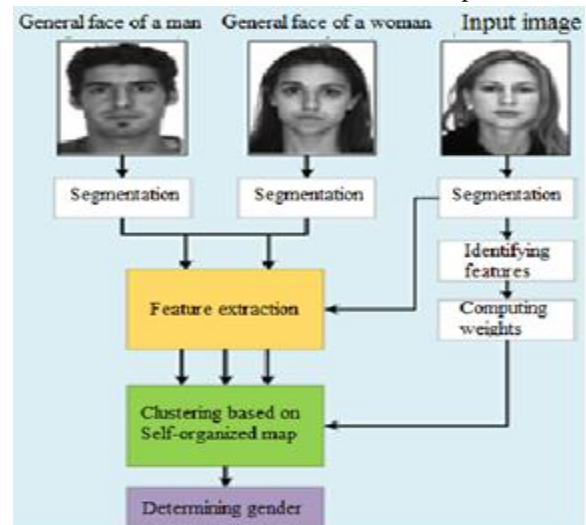 General face of a man
General face of a woman
Input image
Segmentation
Segmentation
Segmentation
Identifying
features
Computing
weights
Feature extraction
Clustering based on
Self-organized map
Determining gender